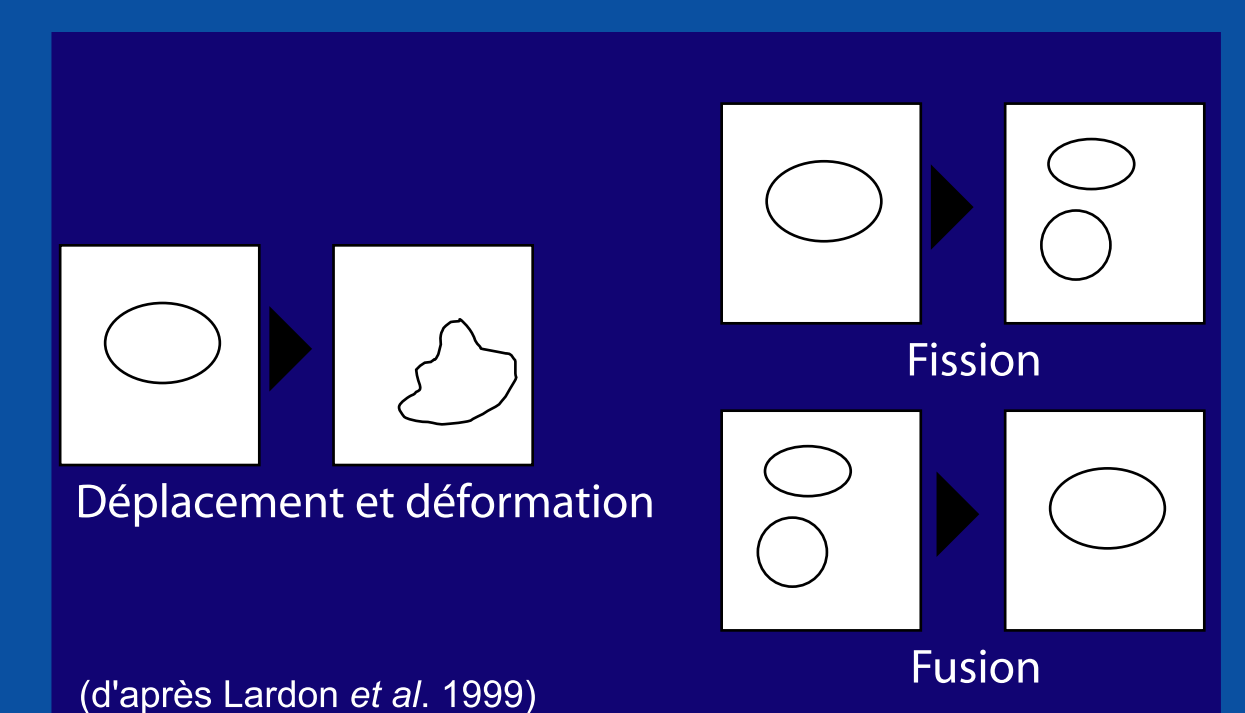 Déplacement et déformation
Fission
Fusion
(d'après Lardon et al. 1999)